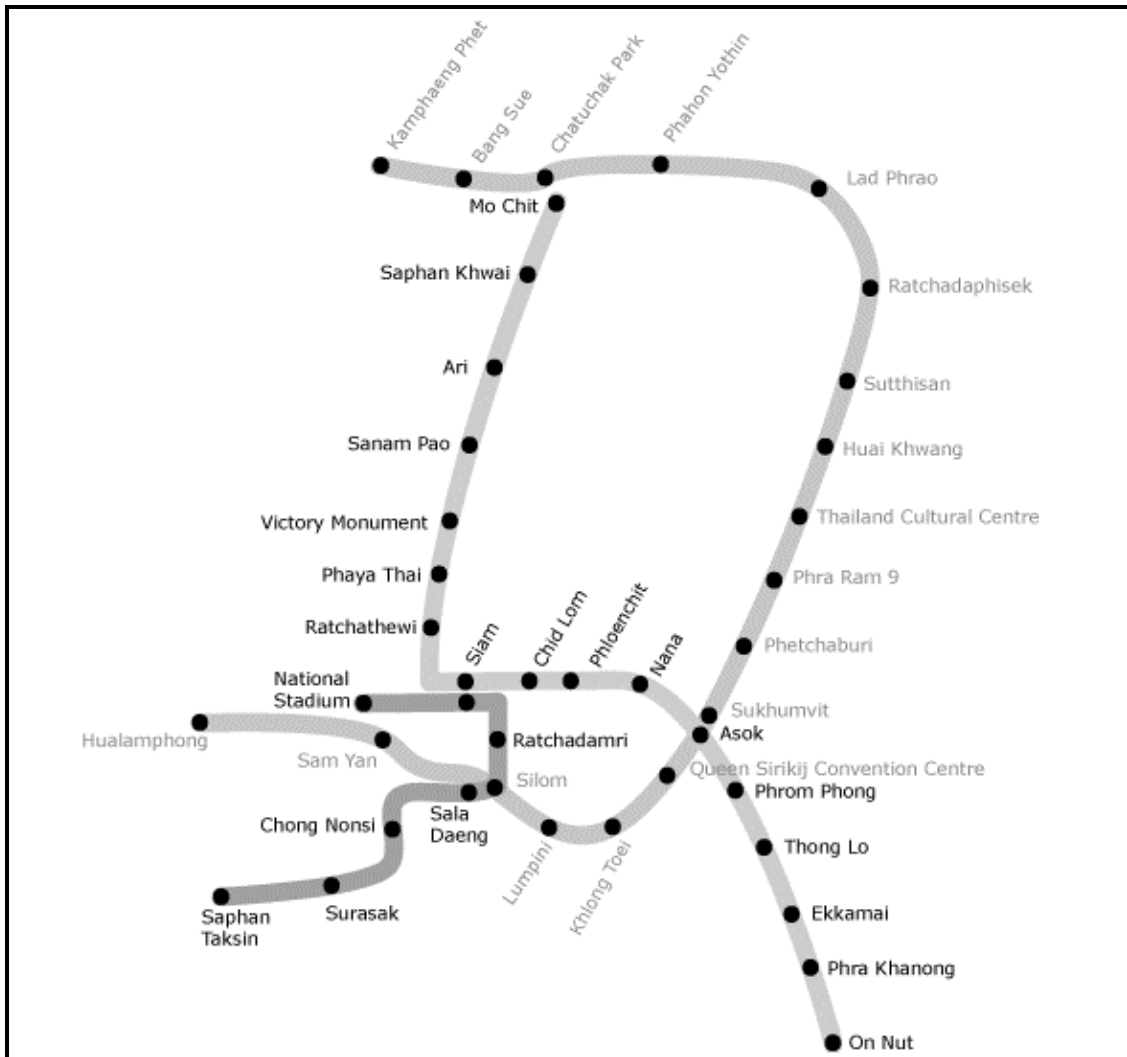 Kamphaeng Phet
Bang Sue
Chatuchak Park
Phahon Yothin
Lad Phrao
Mo Chit
Saphan Khwai
Ratchadaphisek
Ari
Sutthisan
Sanam Pao
Huai Khwang
Victory Monument
Thailand Cultural Centre
Phaya Thai
Phra Ram 9
Ratchathewi
Siam
Chid Lom
Phloenchit
Nana
Phetchaburi
National
Stadium
Sukhumvit
Asok
Hualamphong
Sam Yan
Ratchadamri
Silom
Queen Sirikij Convention Centre
Phrom Phong
Sala
Daeng
Chong Nonsi
Lumpini
Khlong Toei
Thong Lo
Saphan
Taksin
Surasak
Ekkamai
Phra Khanong
On Nut